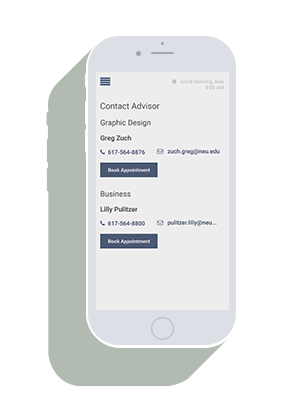 Good morning, Alex
9:05 AM
Contact Advisor
Graphic Design
Greg Zuch
617-564-8876 zuch.greg@neu.edu
Book Appointment
Business
Lilly Pulitzer
617-564-8800 pulitzer.lilly@neu...
Book Appointment